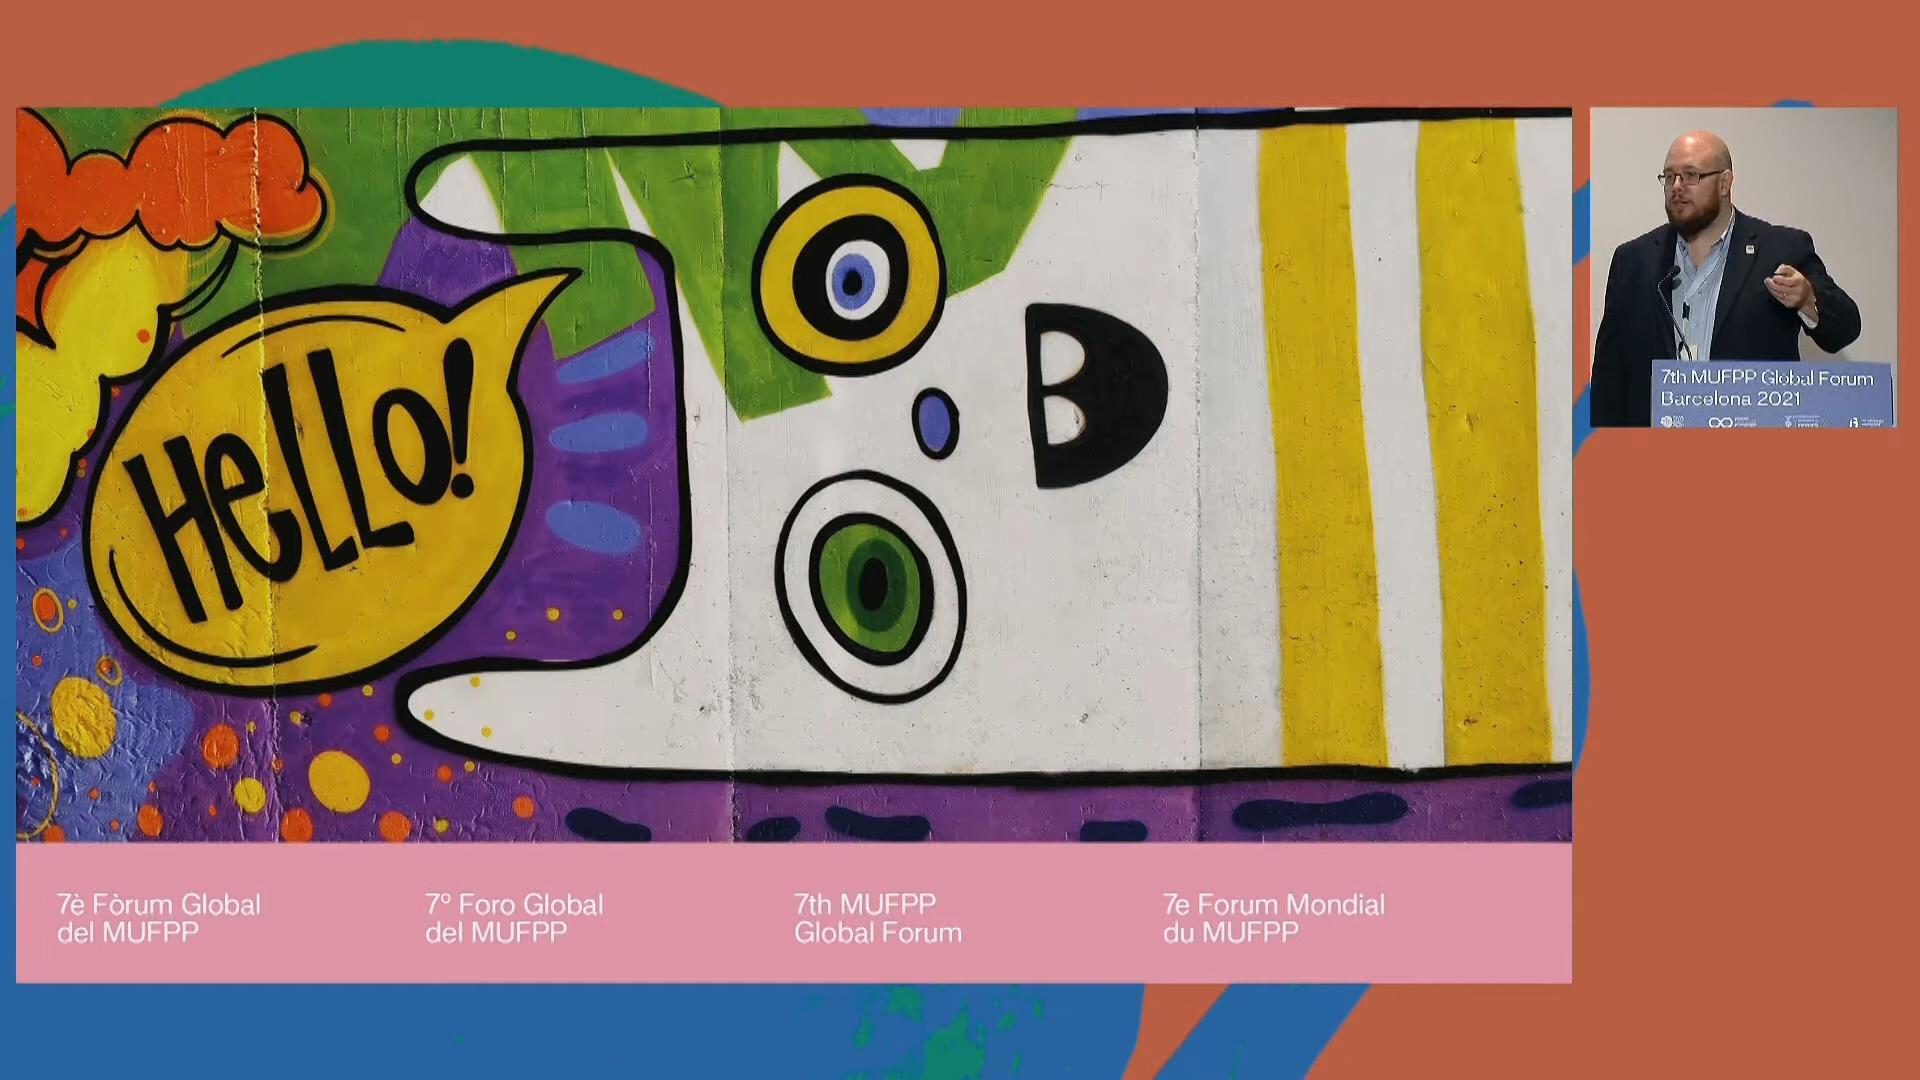 Hello!
7th MUFPP Global Forum
Barcelona 2021
7è Fòrum Global
del MUFPP
7º Foro Global
del MUFPP
7th MUFPP
Global Forum
7e Forum Mondial
du MUFPP